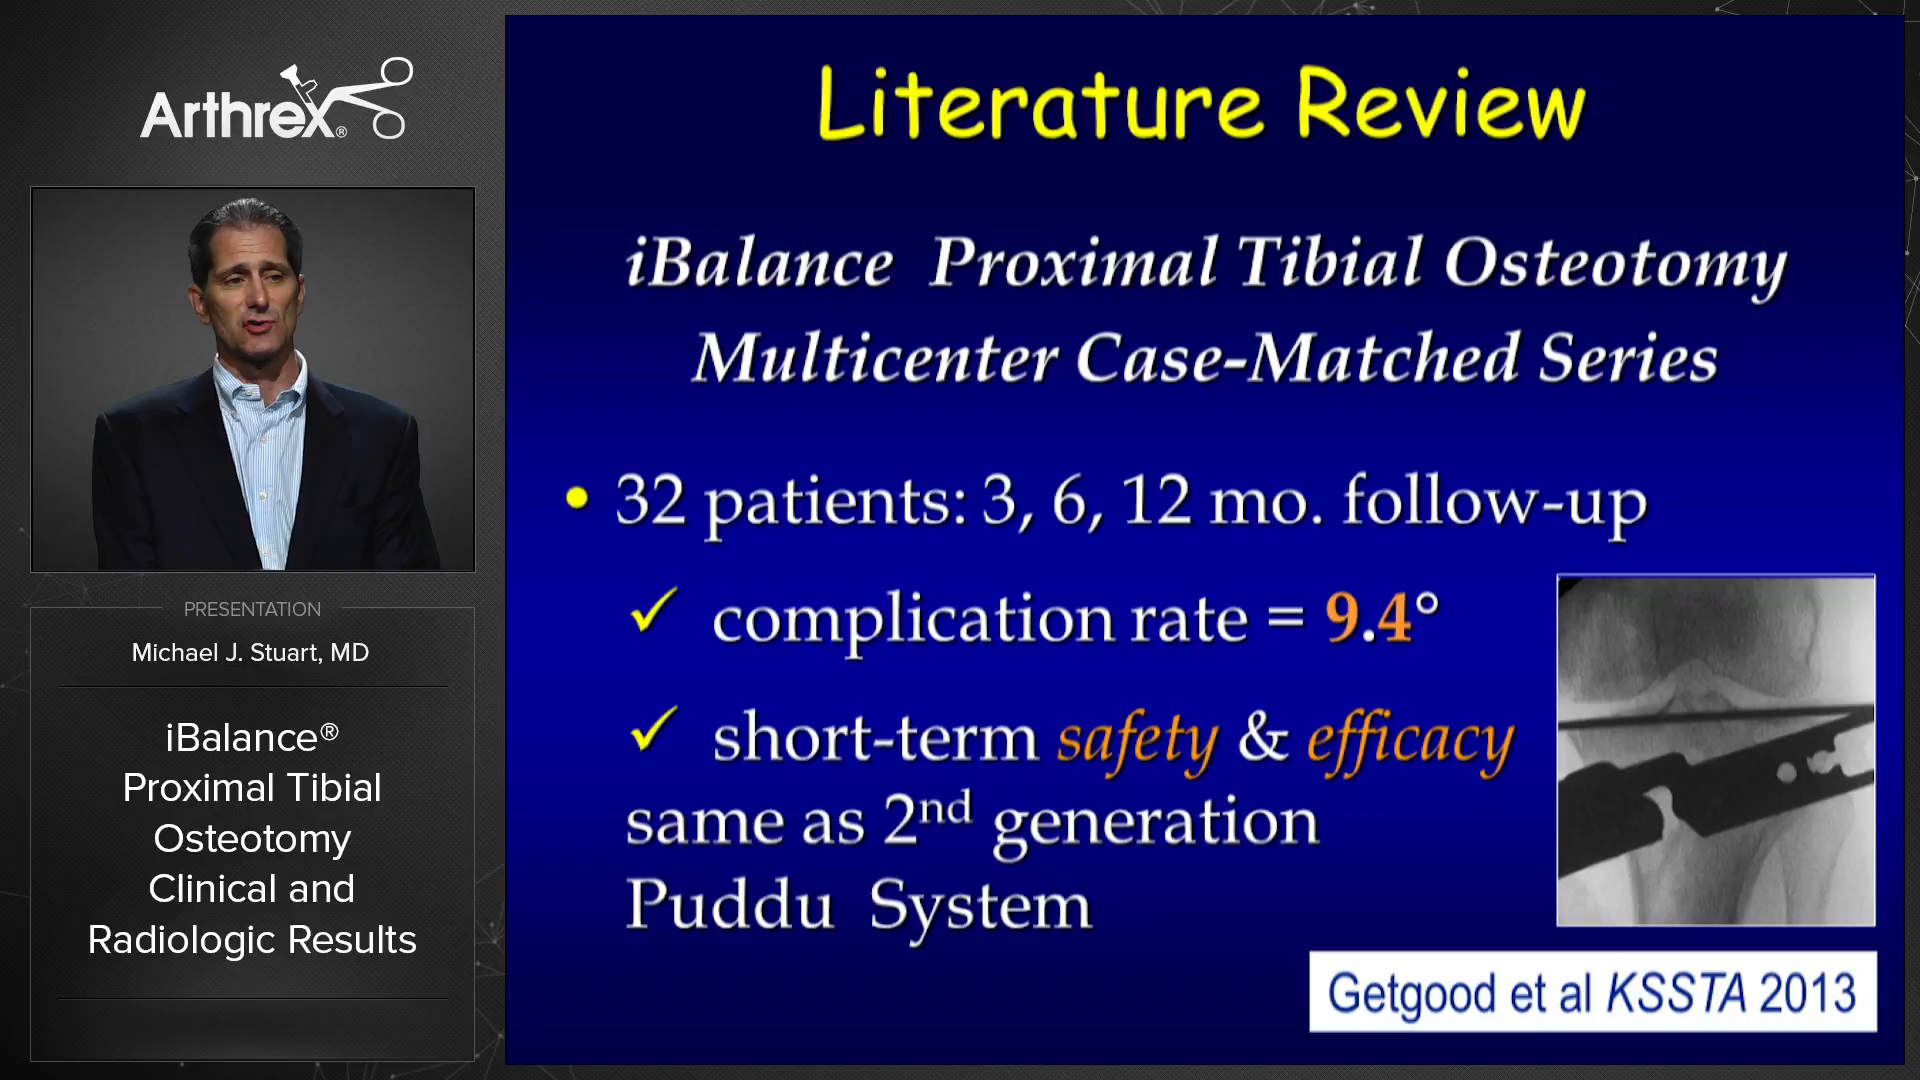 Arthrex®
PRESENTATION
Michael J. Stuart, MD
iBalance®
Proximal Tibial
Osteotomy
Clinical and
Radiologic Results
Literature Review
iBalance Proximal Tibial Osteotomy
Multicenter Case-Matched Series
• 32 patients: 3, 6, 12 mo. follow-up
✓ complication rate = 9.4°
✓ short-term safety & efficacy
same as 2nd generation
Puddu System
Getgood et al KSSTA 2013